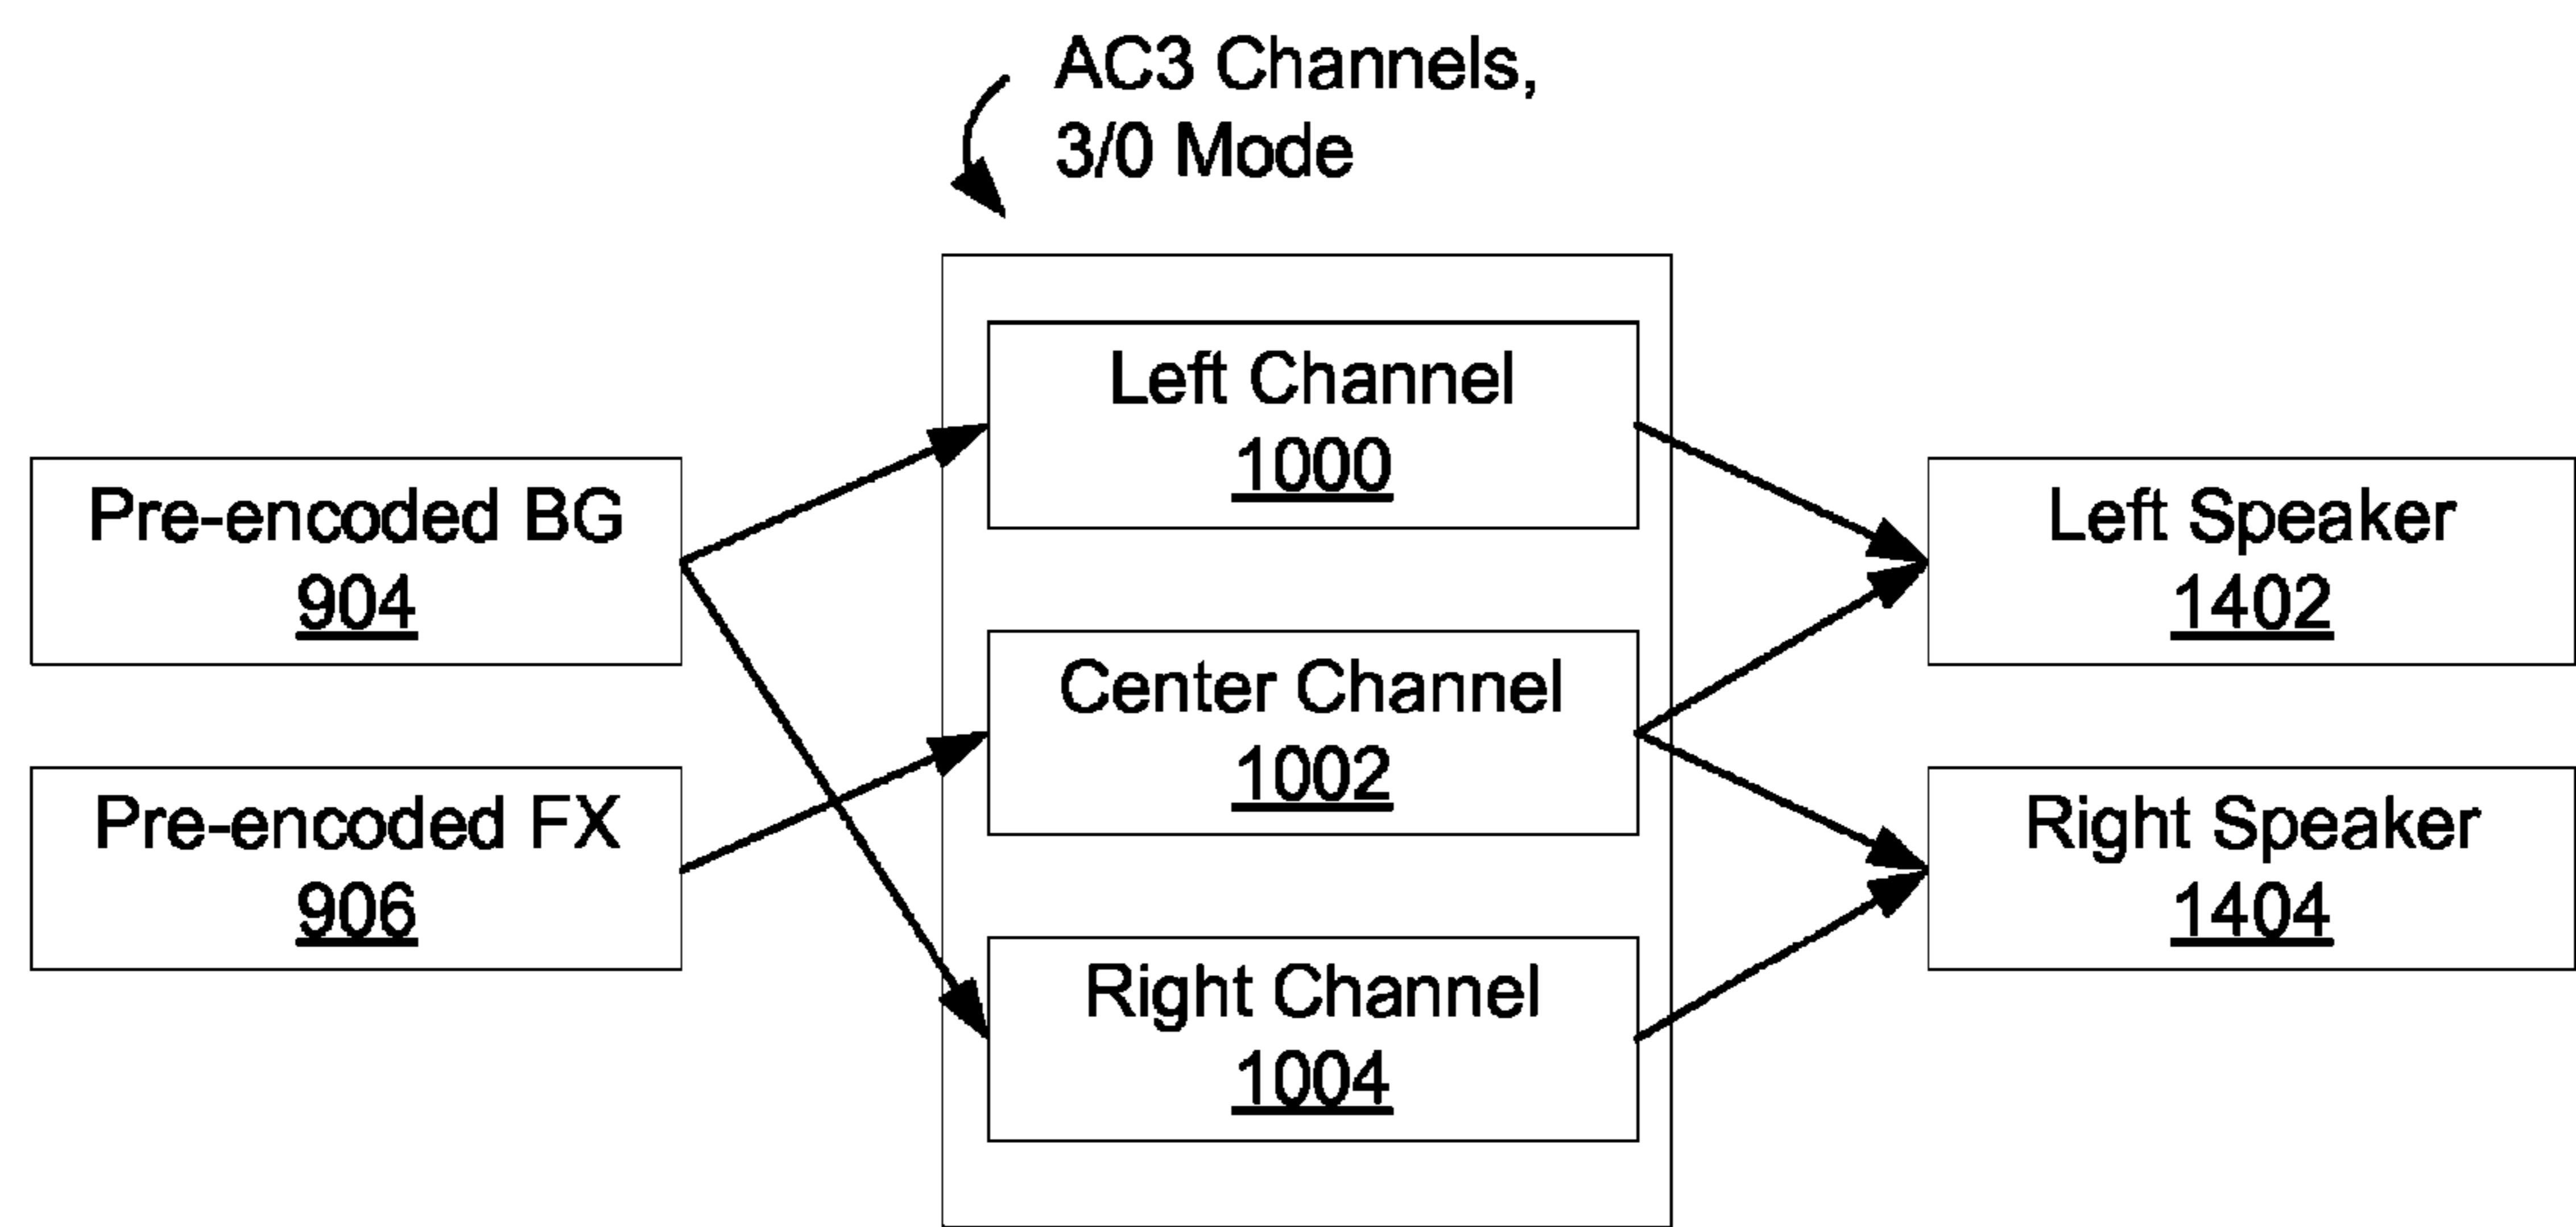 AC3 Channels,
3/0 Mode
Pre-encoded BG
904
Pre-encoded FX
906
Left Channel
1000
Center Channel
1002
Right Channel
1004
Left Speaker
1402
Right Speaker
1404